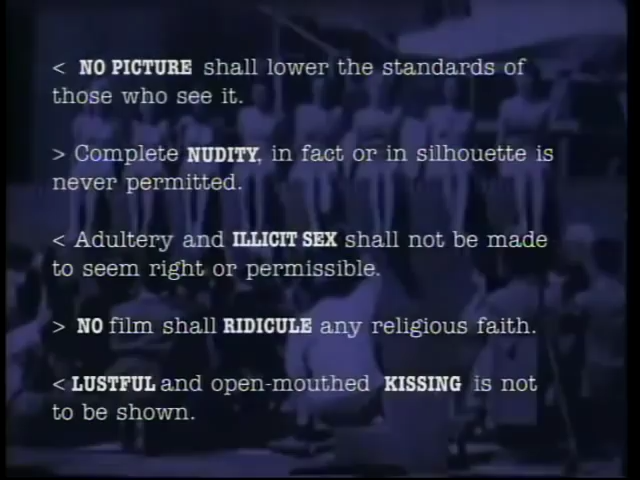 < NO PICTURE shall lower the standards of
those who see it.
> Complete NUDITY, in fact or in silhouette is
never permitted.
< Adultery and ILLICIT SEX shall not be made
to seem right or permissible.
> NO film shall RIDICULE any religious faith.
< LUSTFUL and open-mouthed KISSING is not
to be shown.